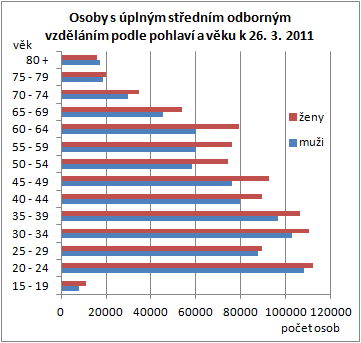 Osoby s úplným středním odborným
vzděláním podle pohlaví a věku k 26. 3. 2011
věk
80 +
75 - 79
70 - 74
65 - 69
60 - 64
55 - 59
50 - 54
45 - 49
40 - 44
35 - 39
30 - 34
25 - 29
20 - 24
15 - 19
ženy
muži
0 20000 40000 60000 80000 100000 120000
počet osob